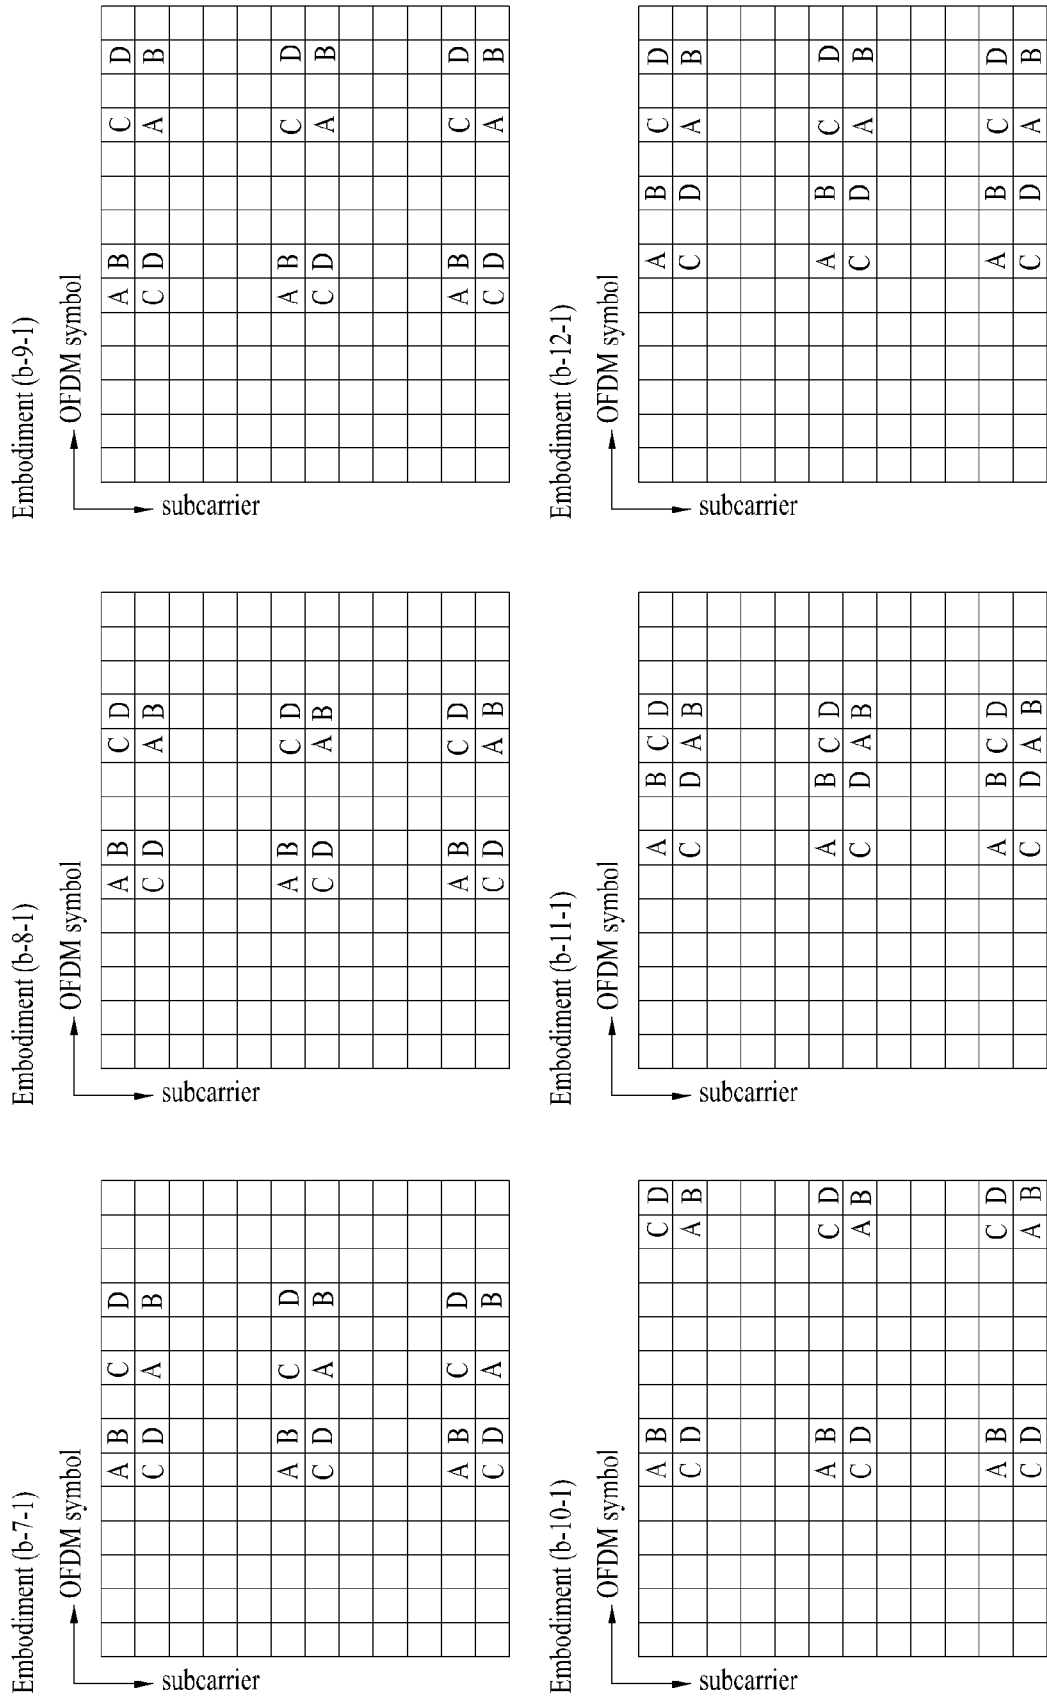 Embodiment (b-7-1)
OFDM symbol
subcarrier
A B C D
C D A B
A B C D
C D A B
A B C D
C D A B
Embodiment (b-8-1)
OFDM symbol
subcarrier
A B C D
C D A B
A B C D
C D A B
A B C D
C D A B
Embodiment (b-9-1)
OFDM symbol
subcarrier
A B C D
C D A B
A B C D
C D A B
A B C D
C D A B
Embodiment (b-10-1)
OFDM symbol
subcarrier
A B C D
C D A B
A B C D
C D A B
A B C D
C D A B
Embodiment (b-11-1)
OFDM symbol
subcarrier
A B C D
C D A B
A B C D
C D A B
A B C D
C D A B
Embodiment (b-12-1)
OFDM symbol
subcarrier
A B C D
C D A B
A B C D
C D A B
A B C D
C D A B